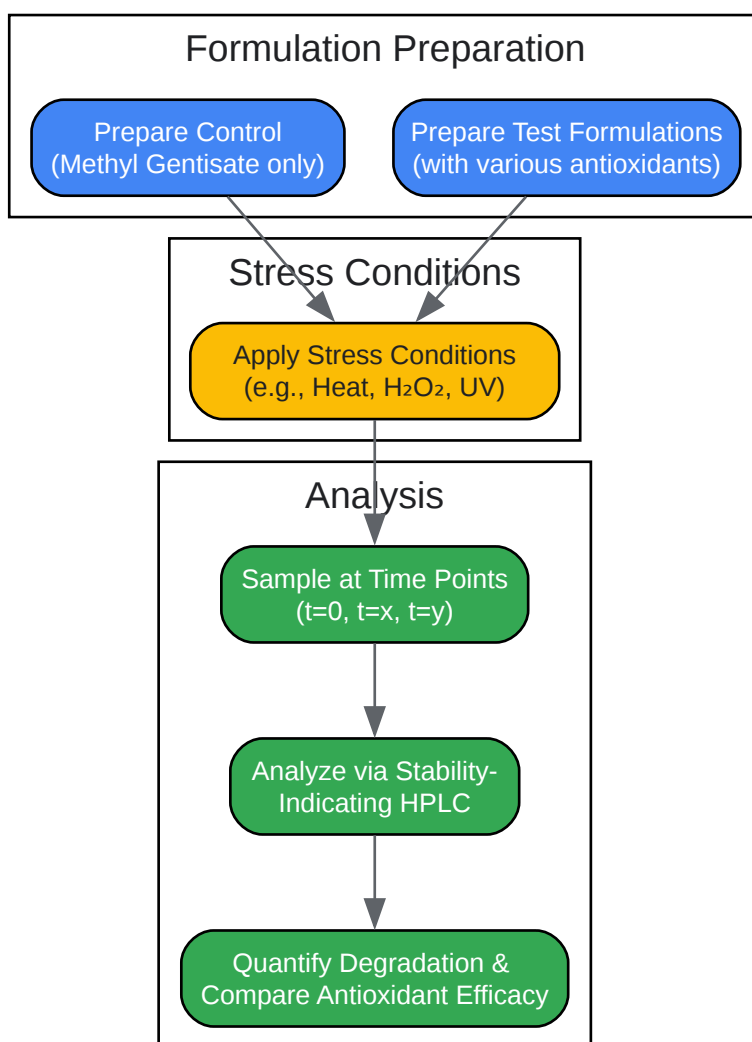 Formulation Preparation
Prepare Control
(Methyl Gentisate only)
Prepare Test Formulations
(with various antioxidants)
Stress Conditions
Apply Stress Conditions
(e.g., Heat, H₂O₂, UV)
Analysis
Sample at Time Points
(t=0, t=x, t=y)
Analyze via Stability-
Indicating HPLC
Quantify Degradation &
Compare Antioxidant Efficacy